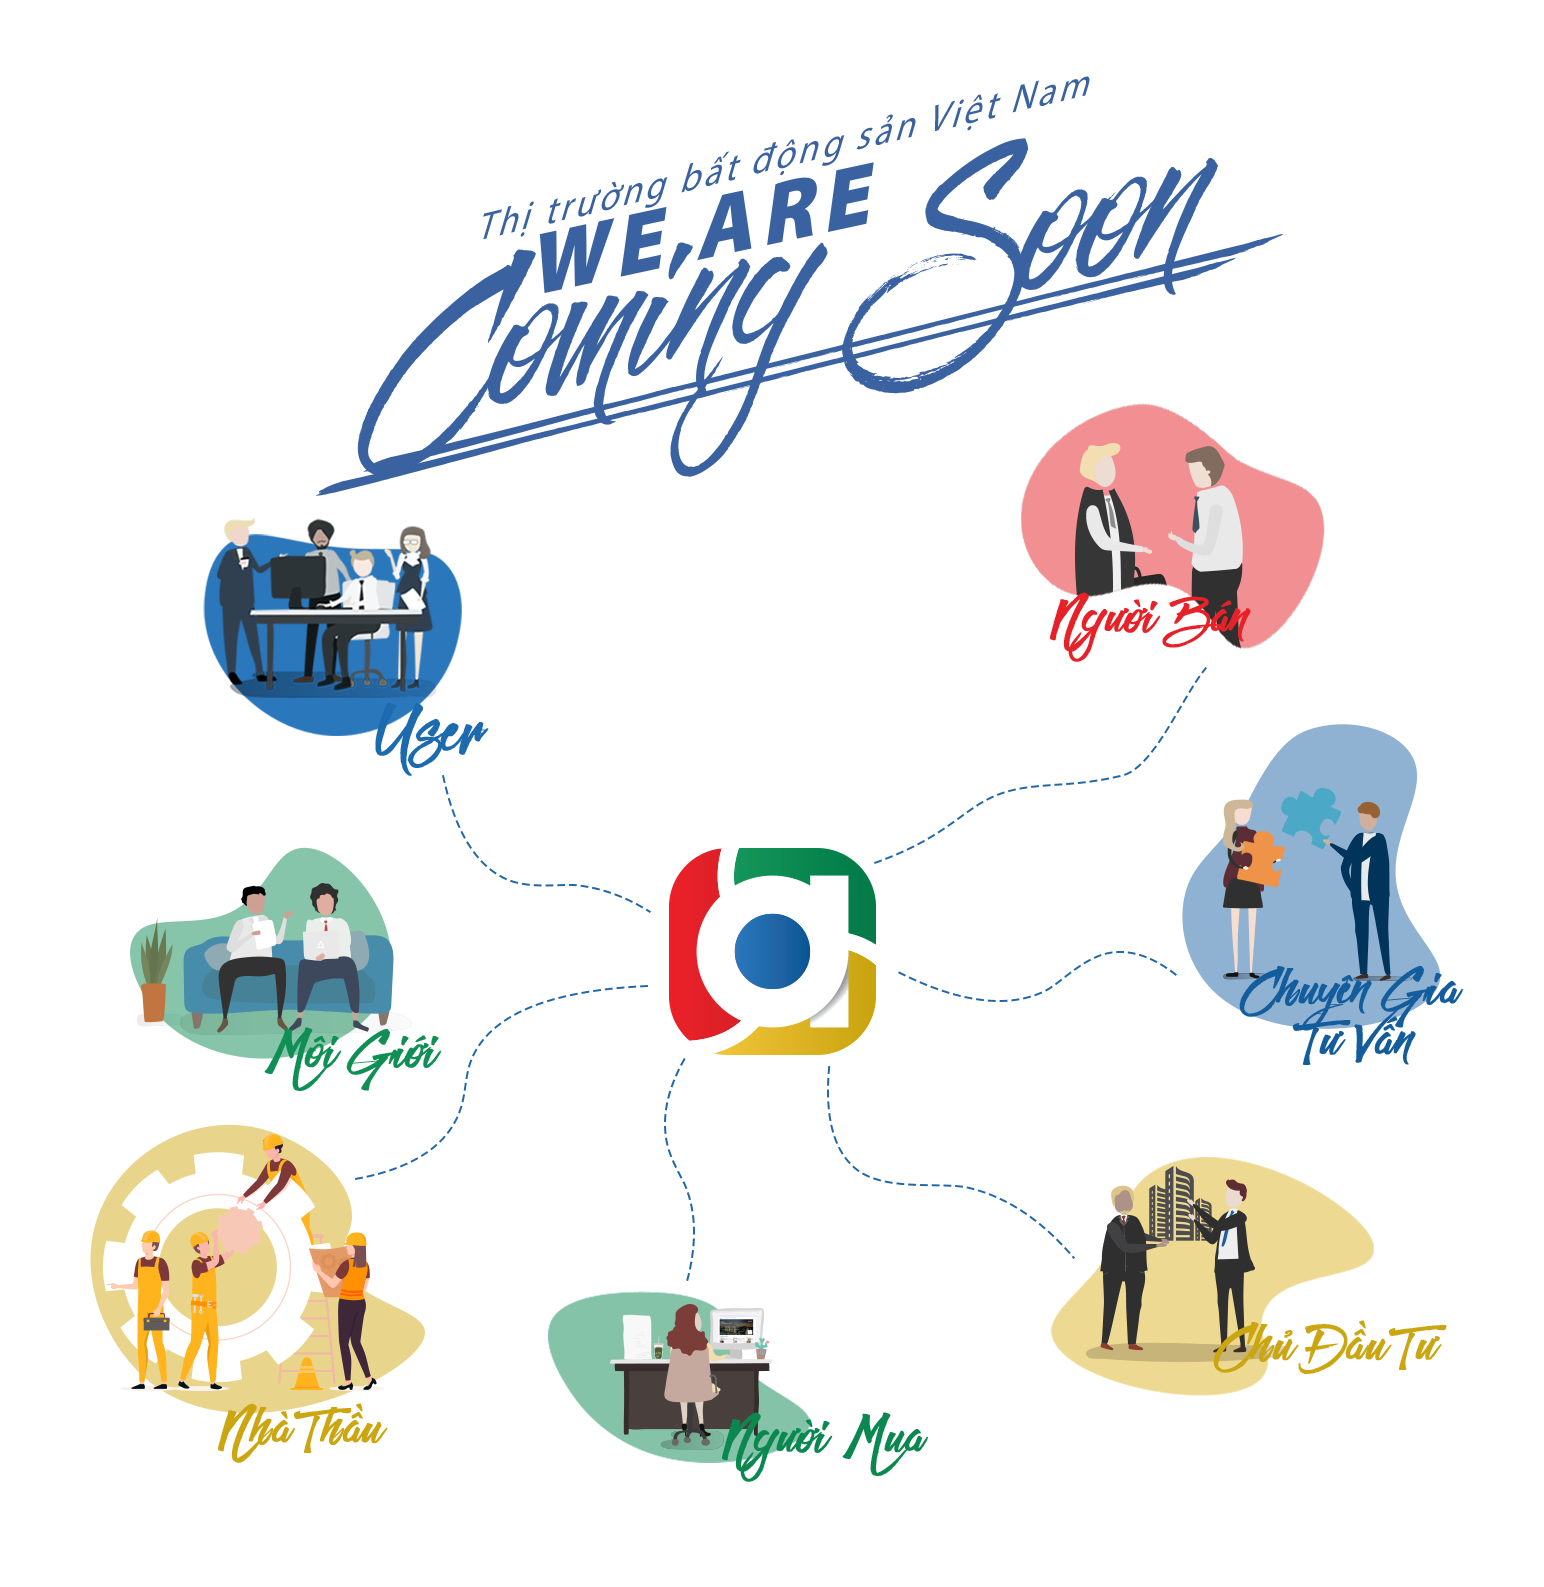 Thị trường bất động sản Việt Nam
WE ARE
Coming Soon
Người Bán
User
Chuyên Gia
Tư Vấn
Môi Giới
Chủ Đầu Tư
Nhà Thầu
Người Mua